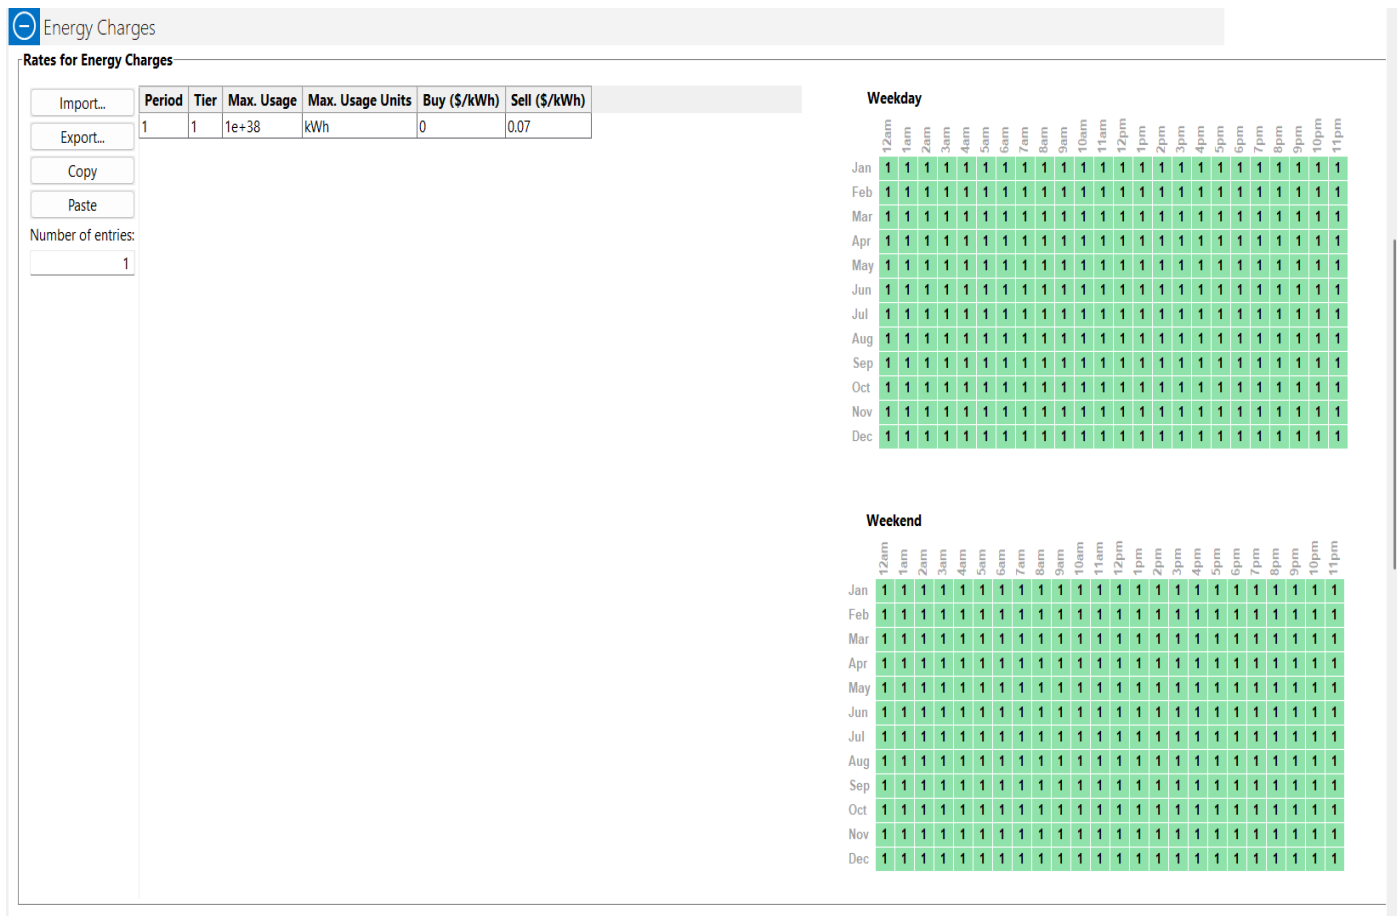 Energy Charges
Rates for Energy Charges
Import...
Export...
Copy
Paste
Number of entries:
1
Period Tier Max. Usage Max. Usage Units Buy ($/kWh) Sell ($/kWh)
1 1 1e+38 kWh 0 0.07
Weekday
12am 1am 2am 3am 4am 5am 6am 7am 8am 9am 10am 11am 12pm 1pm 2pm 3pm 4pm 5pm 6pm 7pm 8pm 9pm 10pm 11pm
Jan 1 1 1 1 1 1 1 1 1 1 1 1 1 1 1 1 1 1 1 1 1 1 1 1
Feb 1 1 1 1 1 1 1 1 1 1 1 1 1 1 1 1 1 1 1 1 1 1 1 1
Mar 1 1 1 1 1 1 1 1 1 1 1 1 1 1 1 1 1 1 1 1 1 1 1 1
Apr 1 1 1 1 1 1 1 1 1 1 1 1 1 1 1 1 1 1 1 1 1 1 1 1
May 1 1 1 1 1 1 1 1 1 1 1 1 1 1 1 1 1 1 1 1 1 1 1 1
Jun 1 1 1 1 1 1 1 1 1 1 1 1 1 1 1 1 1 1 1 1 1 1 1 1
Jul 1 1 1 1 1 1 1 1 1 1 1 1 1 1 1 1 1 1 1 1 1 1 1 1
Aug 1 1 1 1 1 1 1 1 1 1 1 1 1 1 1 1 1 1 1 1 1 1 1 1
Sep 1 1 1 1 1 1 1 1 1 1 1 1 1 1 1 1 1 1 1 1 1 1 1 1
Oct 1 1 1 1 1 1 1 1 1 1 1 1 1 1 1 1 1 1 1 1 1 1 1 1
Nov 1 1 1 1 1 1 1 1 1 1 1 1 1 1 1 1 1 1 1 1 1 1 1 1
Dec 1 1 1 1 1 1 1 1 1 1 1 1 1 1 1 1 1 1 1 1 1 1 1 1
Weekend
12am 1am 2am 3am 4am 5am 6am 7am 8am 9am 10am 11am 12pm 1pm 2pm 3pm 4pm 5pm 6pm 7pm 8pm 9pm 10pm 11pm
Jan 1 1 1 1 1 1 1 1 1 1 1 1 1 1 1 1 1 1 1 1 1 1 1 1
Feb 1 1 1 1 1 1 1 1 1 1 1 1 1 1 1 1 1 1 1 1 1 1 1 1
Mar 1 1 1 1 1 1 1 1 1 1 1 1 1 1 1 1 1 1 1 1 1 1 1 1
Apr 1 1 1 1 1 1 1 1 1 1 1 1 1 1 1 1 1 1 1 1 1 1 1 1
May 1 1 1 1 1 1 1 1 1 1 1 1 1 1 1 1 1 1 1 1 1 1 1 1
Jun 1 1 1 1 1 1 1 1 1 1 1 1 1 1 1 1 1 1 1 1 1 1 1 1
Jul 1 1 1 1 1 1 1 1 1 1 1 1 1 1 1 1 1 1 1 1 1 1 1 1
Aug 1 1 1 1 1 1 1 1 1 1 1 1 1 1 1 1 1 1 1 1 1 1 1 1
Sep 1 1 1 1 1 1 1 1 1 1 1 1 1 1 1 1 1 1 1 1 1 1 1 1
Oct 1 1 1 1 1 1 1 1 1 1 1 1 1 1 1 1 1 1 1 1 1 1 1 1
Nov 1 1 1 1 1 1 1 1 1 1 1 1 1 1 1 1 1 1 1 1 1 1 1 1
Dec 1 1 1 1 1 1 1 1 1 1 1 1 1 1 1 1 1 1 1 1 1 1 1 1